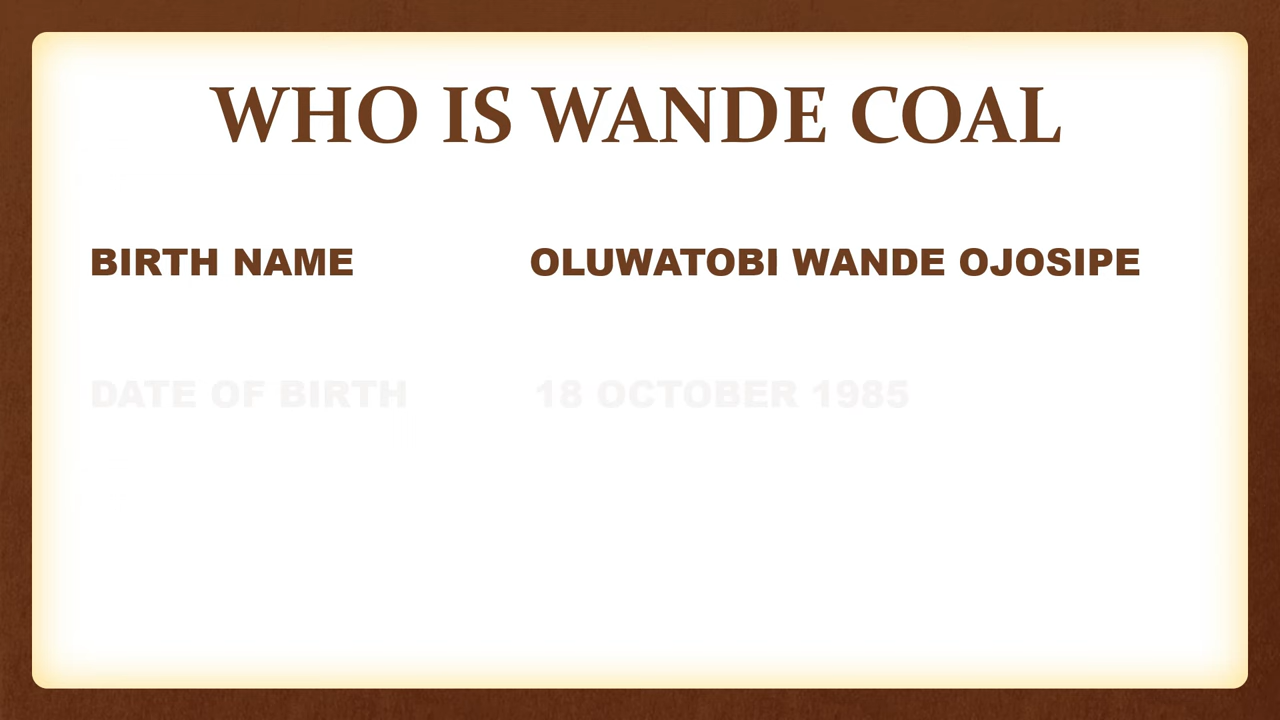 WHO IS WANDE COAL
BIRTH NAME OLUWATOBI WANDE OJOSIPE
DATE OF BIRTH 18 OCTOBER 1985